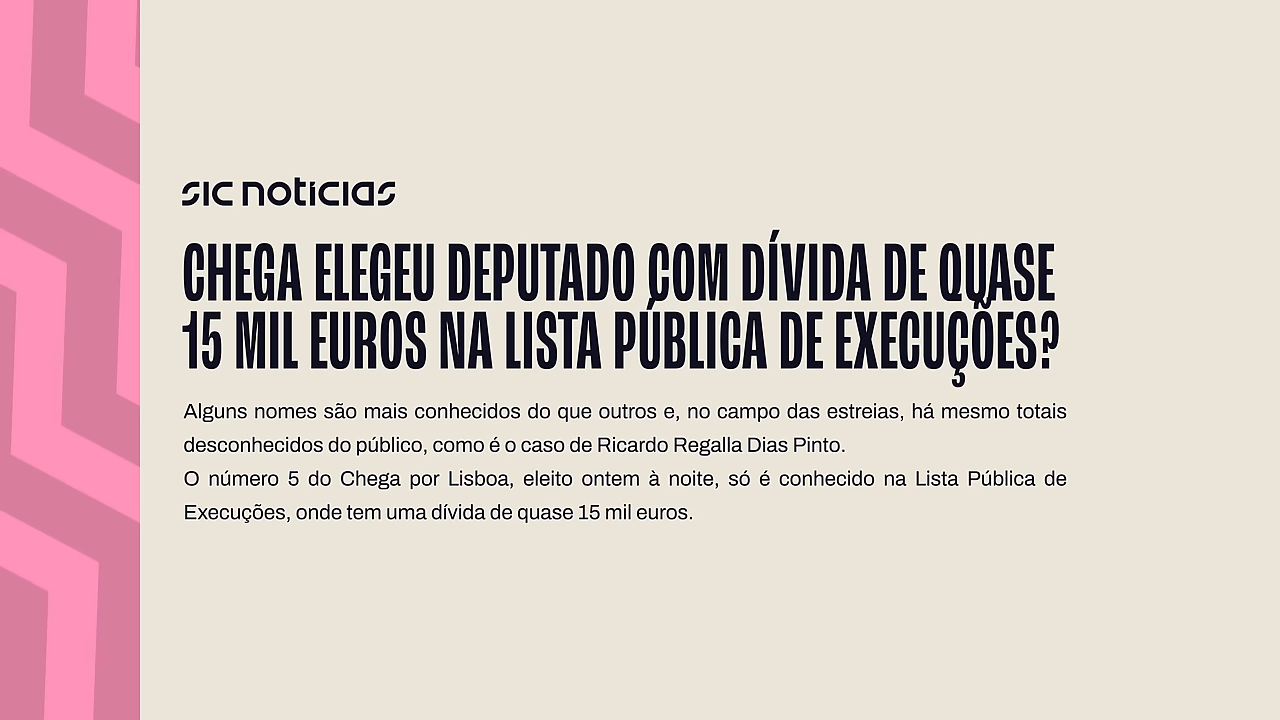 sic notícias
CHEGA ELEGEU DEPUTADO COM DÍVIDA DE QUASE
15 MIL EUROS NA LISTA PÚBLICA DE EXECUÇÕES?
Alguns nomes são mais conhecidos do que outros e, no campo das estreias, há mesmo totais
desconhecidos do público, como é o caso de Ricardo Regalla Dias Pinto.
O número 5 do Chega por Lisboa, eleito ontem à noite, só é conhecido na Lista Pública de
Execuções, onde tem uma dívida de quase 15 mil euros.